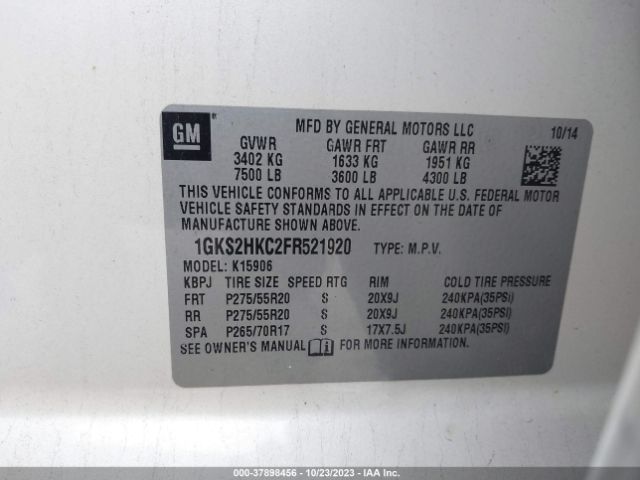 GM
MFD BY GENERAL MOTORS LLC 10/14
GVWR GAWR FRT GAWR RR
3402 KG 1633 KG 1951 KG
7500 LB 3600 LB 4300 LB
THIS VEHICLE CONFORMS TO ALL APPLICABLE U.S. FEDERAL MOTOR
VEHICLE SAFETY STANDARDS IN EFFECT ON THE DATE OF
MANUFACTURE SHOWN ABOVE.
1GKS2HKC2FR521920 TYPE: M.P.V.
MODEL: K15906
KBPJ TIRE SIZE SPEED RTG RIM COLD TIRE PRESSURE
FRT P275/55R20 S 20X9J 240KPA(35PSI)
RR P275/55R20 S 20X9J 240KPA(35PSI)
SPA P265/70R17 S 17X7.5J 240KPA(35PSI)
SEE OWNER'S MANUAL FOR MORE INFORMATION.
000-37898456 - 10/23/2023 - IAA Inc.